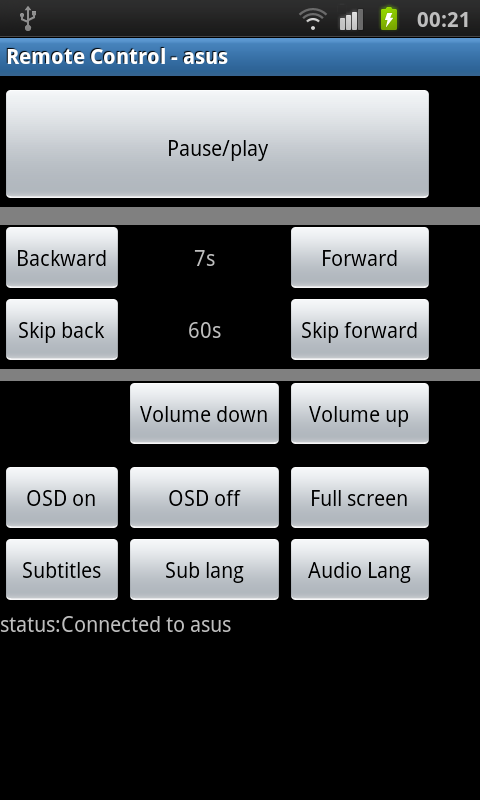 00:21
Remote Control - asus
Pause/play
Backward 7s Forward
Skip back 60s Skip forward
Volume down Volume up
OSD on OSD off Full screen
Subtitles Sub lang Audio Lang
status:Connected to asus